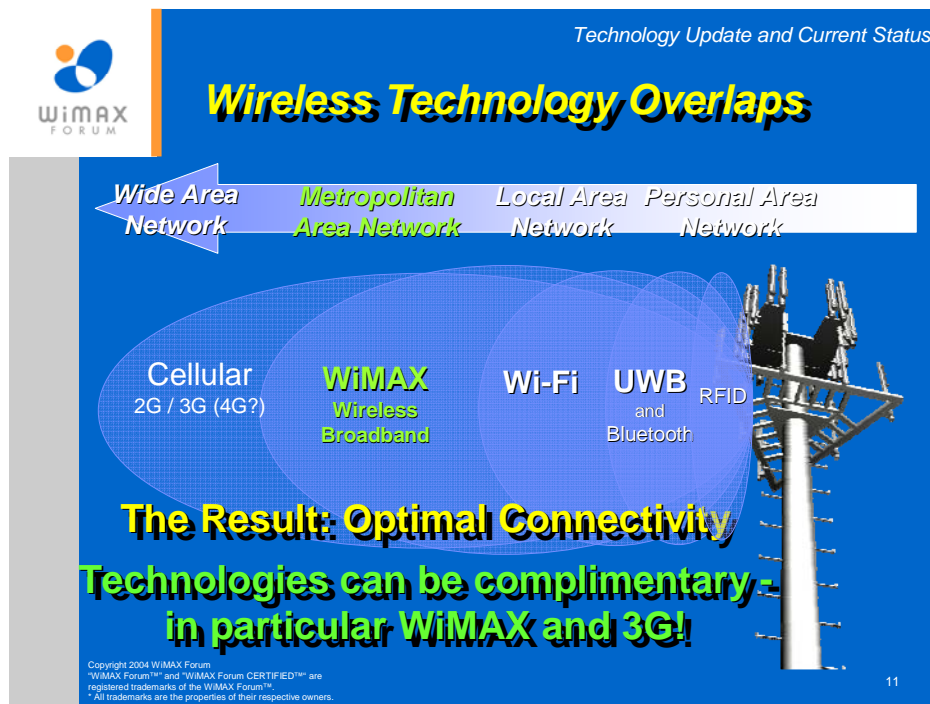 Technology Update and Current Status
WiMAX
FORUM
Wireless Technology Overlaps
Wide Area
Network
Metropolitan
Area Network
Local Area
Network
Personal Area
Network
Cellular
2G / 3G (4G?)
WiMAX
Wireless
Broadband
Wi-Fi
UWB
and
Bluetooth
RFID
The Result: Optimal Connectivity
Technologies can be complimentary -
in particular WiMAX and 3G!
Copyright 2004 WiMAX Forum
"WiMAX Forum™" and "WiMAX Forum CERTIFIED™" are
registered trademarks of the WiMAX Forum™.
* All trademarks are the properties of their respective owners.
11